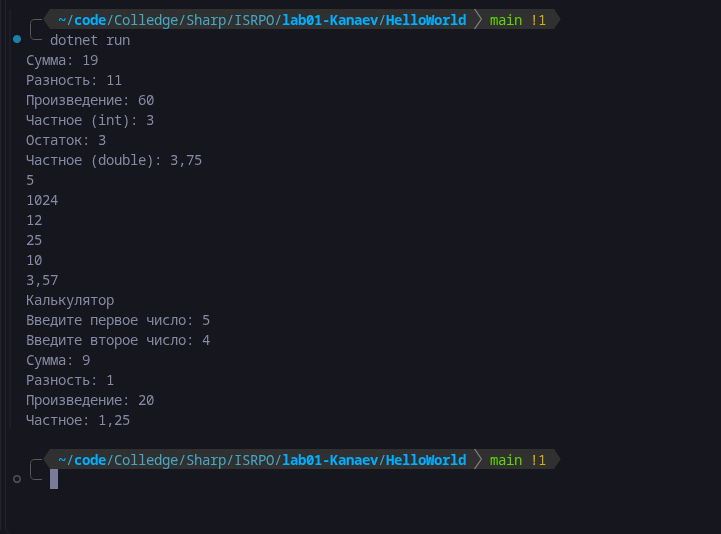 ~/code/Colledge/Sharp/ISRPO/lab01-Kanaev/HelloWorld main !1
dotnet run
Сумма: 19
Разность: 11
Произведение: 60
Частное (int): 3
Остаток: 3
Частное (double): 3,75
5
1024
12
25
10
3,57
Калькулятор
Введите первое число: 5
Введите второе число: 4
Сумма: 9
Разность: 1
Произведение: 20
Частное: 1,25
~/code/Colledge/Sharp/ISRPO/lab01-Kanaev/HelloWorld main !1